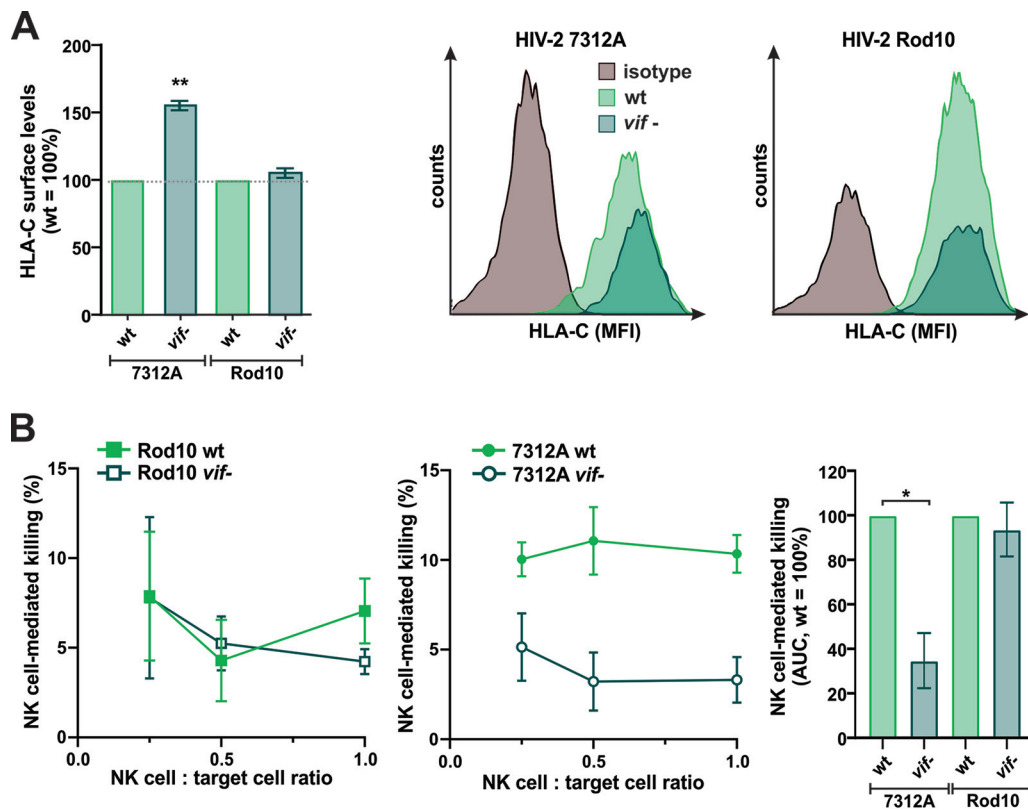 A
HLA-C surface levels
(wt = 100%)
200
150
100
50
0
**
wt
vif-
wt
vif-
7312A
Rod10
HIV-2 7312A
isotype
wt
vif -
counts
HLA-C (MFI)
HIV-2 Rod10
counts
HLA-C (MFI)
B
Rod10 wt
Rod10 vif-
NK cell-mediated killing (%)
15
10
5
0
0.0
0.5
1.0
NK cell : target cell ratio
7312A wt
7312A vif-
NK cell-mediated killing (%)
15
10
5
0
0.0
0.5
1.0
NK cell : target cell ratio
NK cell-mediated killing
(AUC, wt = 100%)
120
100
80
60
40
20
0
*
wt
vif-
wt
vif-
7312A
Rod10